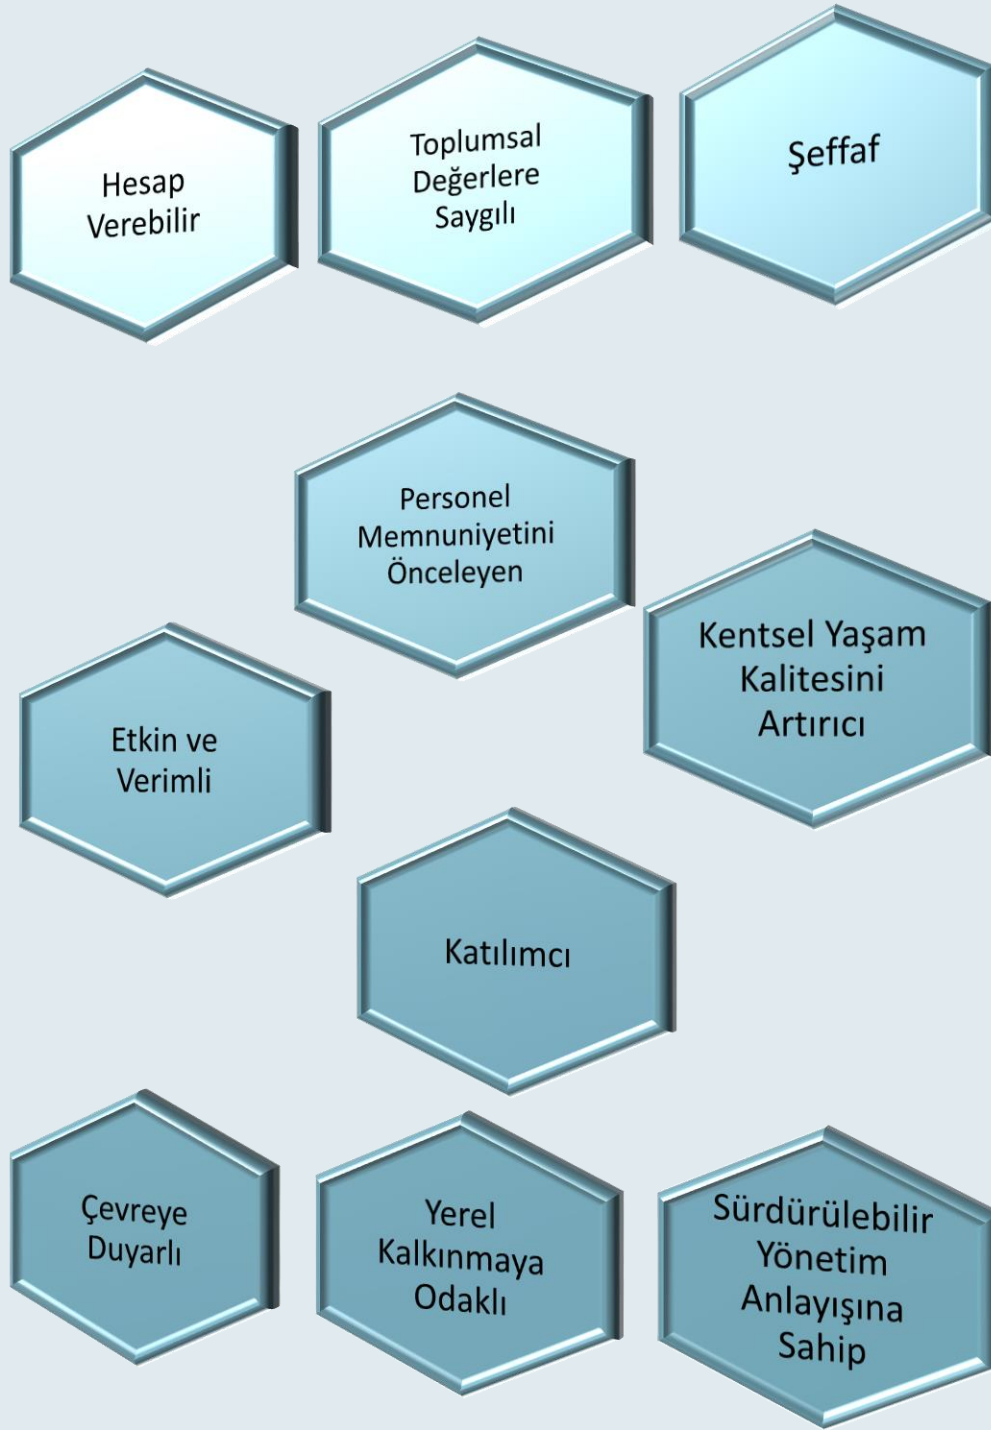 Hesap
Verebilir
Toplumsal
Değerlere
Saygılı
Şeffaf
Personel
Memnuniyetini
Önceleyen
Kentsel Yaşam
Kalitesini
Artırıcı
Etkin ve
Verimli
Katılımcı
Çevreye
Duyarlı
Yerel
Kalkınmaya
Odaklı
Sürdürülebilir
Yönetim
Anlayışına
Sahip